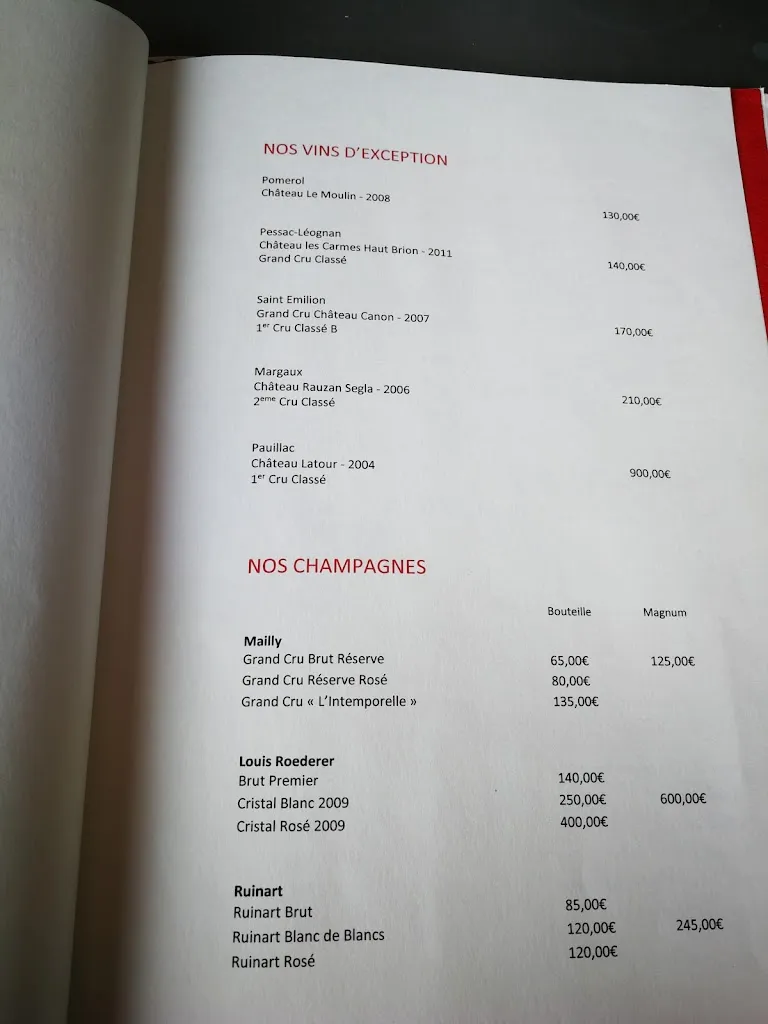 NOS VINS D'EXCEPTION
Pomerol
Château Le Moulin - 2008
130,00€
Pessac-Léognan
Château les Carmes Haut Brion - 2011
Grand Cru Classé 140,00€
Saint Emilion
Grand Cru Château Canon - 2007
1er Cru Classé B 170,00€
Margaux
Château Rauzan Segla - 2006
2eme Cru Classé 210,00€
Pauillac
Château Latour - 2004
1er Cru Classé 900,00€
NOS CHAMPAGNES
Bouteille Magnum
Mailly
Grand Cru Brut Réserve 65,00€ 125,00€
Grand Cru Réserve Rosé 80,00€
Grand Cru « L'Intemporelle » 135,00€
Louis Roederer
Brut Premier 140,00€
Cristal Blanc 2009 250,00€ 600,00€
Cristal Rosé 2009 400,00€
Ruinart
Ruinart Brut 85,00€
Ruinart Blanc de Blancs 120,00€ 245,00€
Ruinart Rosé 120,00€